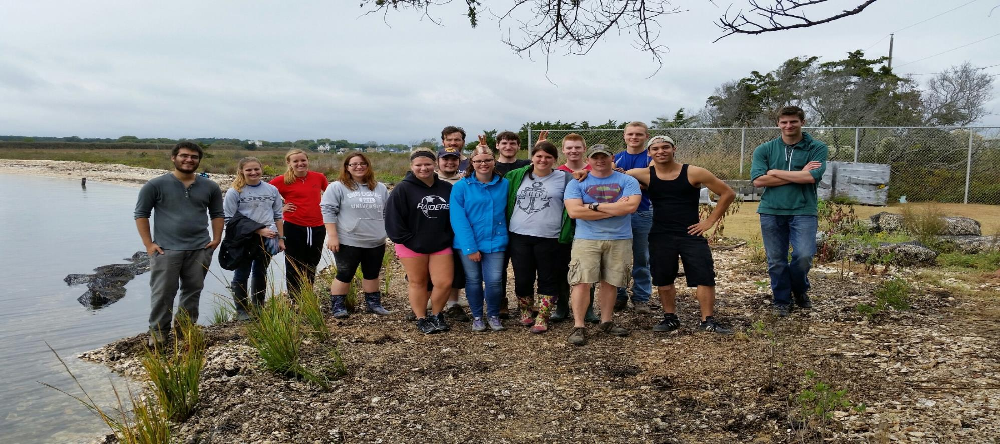 OBX
SHIPPENSBURG
1871
UNIVERSITY
RAIDERS
SHIP